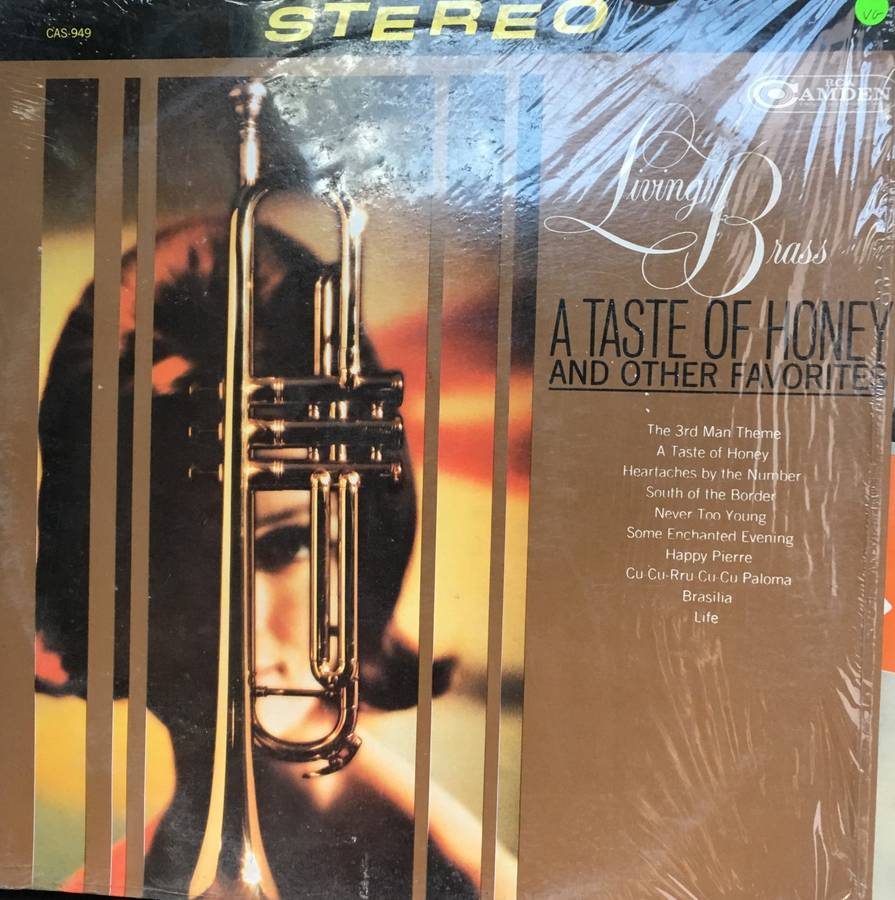 CAS-949
STEREO
VG
RCA
CAMDEN
Living
Brass
A TASTE OF HONEY
AND OTHER FAVORITES
The 3rd Man Theme
A Taste of Honey
Heartaches by the Number
South of the Border
Never Too Young
Some Enchanted Evening
Happy Pierre
Cu-Cu-Rru-Cu-Cu Paloma
Brasilia
Life